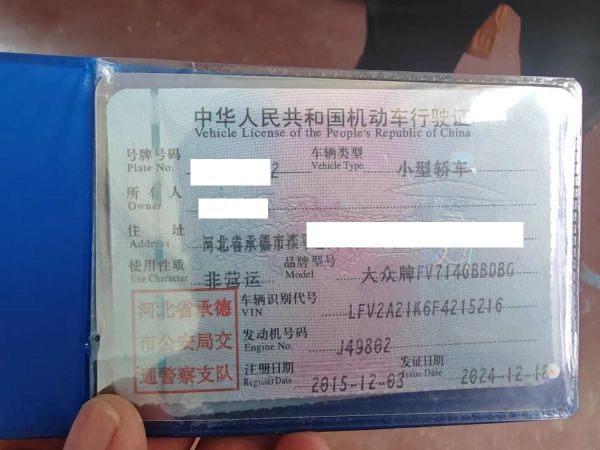 中华人民共和国机动车行驶证
Vehicle License of the People's Republic of China
号牌号码 2 车辆类型 小型轿车
Plate No. Vehicle Type
所有人
Owner
住址 河北省承德市滦平
Address
使用性质 非营运 品牌型号 大众牌FV7146BBDBG
Use Character Model
河北省承德 车辆识别代号 LFV2A21K6F4215216
VIN
市公安局交 发动机号码 J49802
Engine No.
通警察支队 注册日期 2015-12-03 发证日期 2024-12-18
Register Date Issue Date